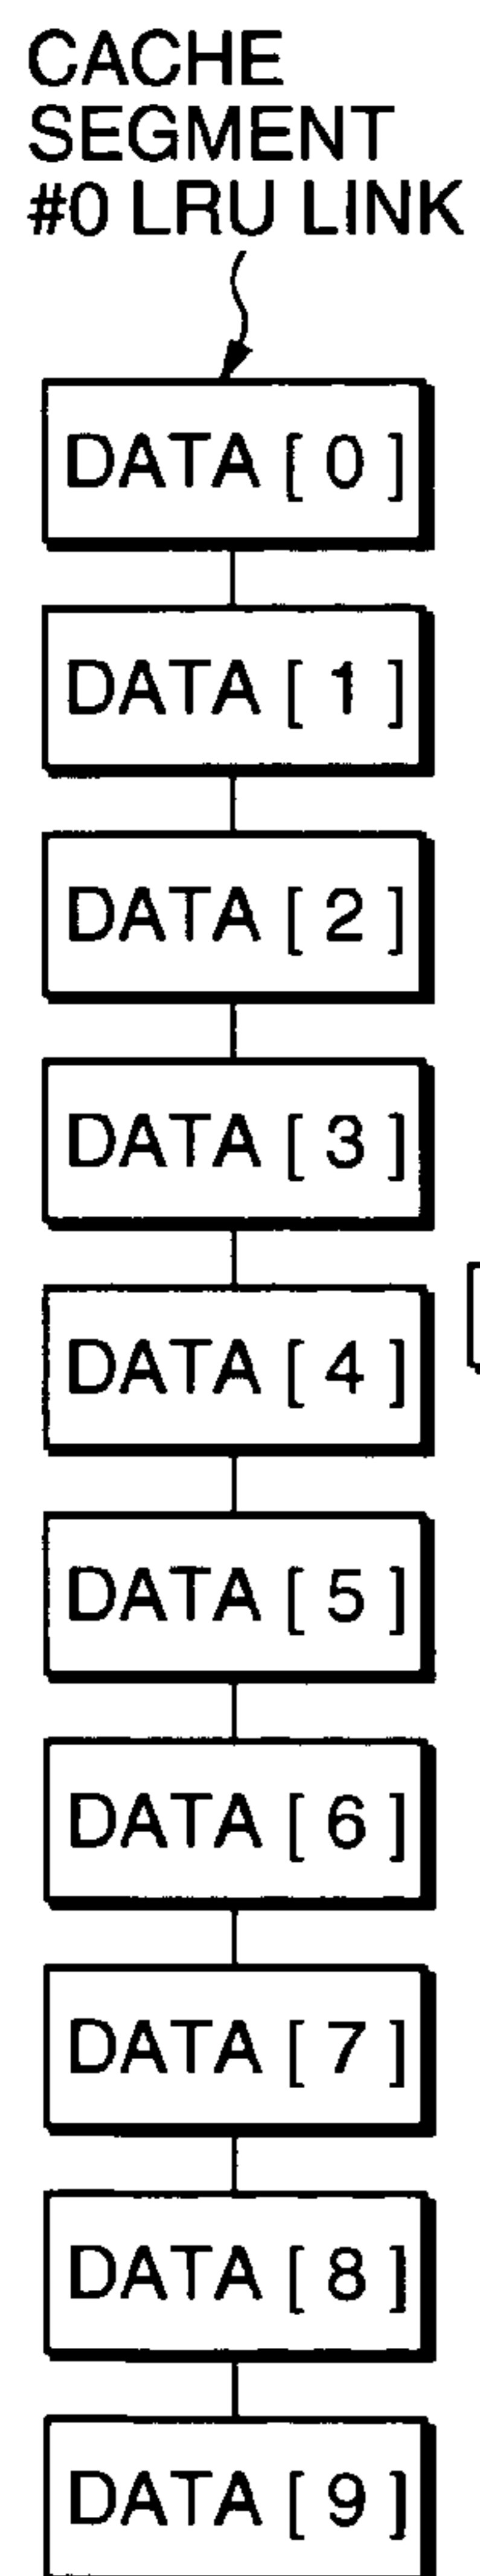 CACHE
SEGMENT
#0 LRU LINK
DATA [ 0 ]
DATA [ 1 ]
DATA [ 2 ]
DATA [ 3 ]
DATA [ 4 ]
DATA [ 5 ]
DATA [ 6 ]
DATA [ 7 ]
DATA [ 8 ]
DATA [ 9 ]